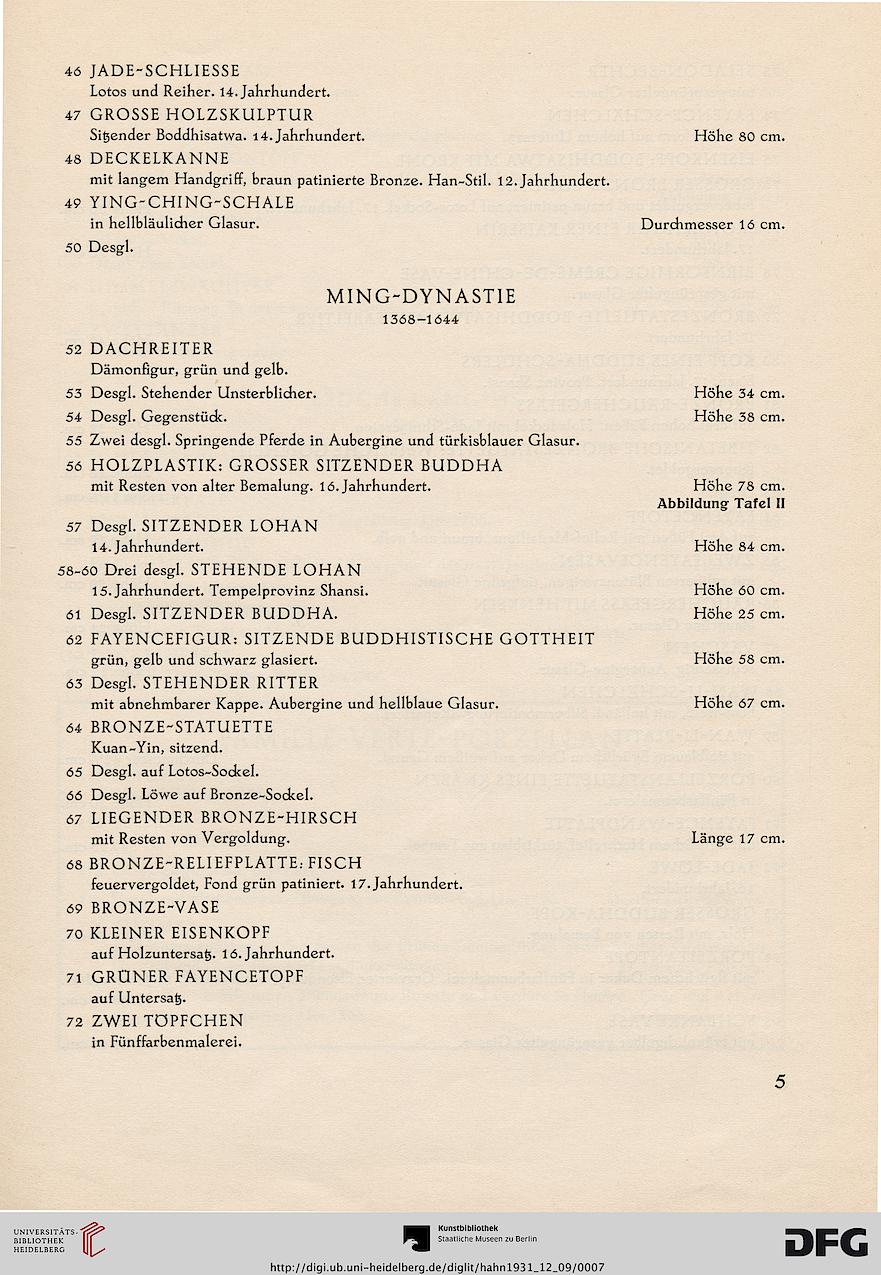 46 JADE-SCHLIESSE
Lotos und Reiher. 14. Jahrhundert.
47 GROSSE HOLZSKULPTUR
Sitzender Boddhisatwa. 14. Jahrhundert. Höhe 80 cm.
48 DECKELKANNE
mit langem Handgriff, braun patinierte Bronze. Han-Stil. 12. Jahrhundert.
49 YING-CHING-SCHALE
in hellbläulicher Glasur. Durchmesser 16 cm.
50 Desgl.
MING-DYNASTIE
1368–1644
52 DACHREITER
Dämonfigur, grün und gelb.
53 Desgl. Stehender Unsterblicher. Höhe 34 cm.
54 Desgl. Gegenstück. Höhe 38 cm.
55 Zwei desgl. Springende Pferde in Aubergine und türkisblauer Glasur.
56 HOLZPLASTIK: GROSSER SITZENDER BUDDHA
mit Resten von alter Bemalung. 16. Jahrhundert. Höhe 78 cm.
Abbildung Tafel II
57 Desgl. SITZENDER LOHAN
14. Jahrhundert. Höhe 84 cm.
58-60 Drei desgl. STEHENDE LOHAN
15. Jahrhundert. Tempelprovinz Shansi. Höhe 60 cm.
61 Desgl. SITZENDER BUDDHA. Höhe 25 cm.
62 FAYENCEFIGUR: SITZENDE BUDDHISTISCHE GOTTHEIT
grün, gelb und schwarz glasiert. Höhe 58 cm.
63 Desgl. STEHENDER RITTER
mit abnehmbarer Kappe. Aubergine und hellblaue Glasur. Höhe 67 cm.
64 BRONZE-STATUETTE
Kuan-Yin, sitzend.
65 Desgl. auf Lotos-Sockel.
66 Desgl. Löwe auf Bronze-Sockel.
67 LIEGENDER BRONZE-HIRSCH
mit Resten von Vergoldung. Länge 17 cm.
68 BRONZE-RELIEFPLATTE: FISCH
feuervergoldet, Fond grün patiniert. 17. Jahrhundert.
69 BRONZE-VASE
70 KLEINER EISENKOPF
auf Holzuntersatz. 16. Jahrhundert.
71 GRÜNER FAYENCETOPF
auf Untersatz.
72 ZWEI TÖPFCHEN
in Fünffarbenmalerei.
5
UNIVERSITÄTS-
BIBLIOTHEK
HEIDELBERG
Kunstbibliothek
Staatliche Museen zu Berlin
DFG
http://digi.ub.uni-heidelberg.de/diglit/hahn1931_12_09/0007